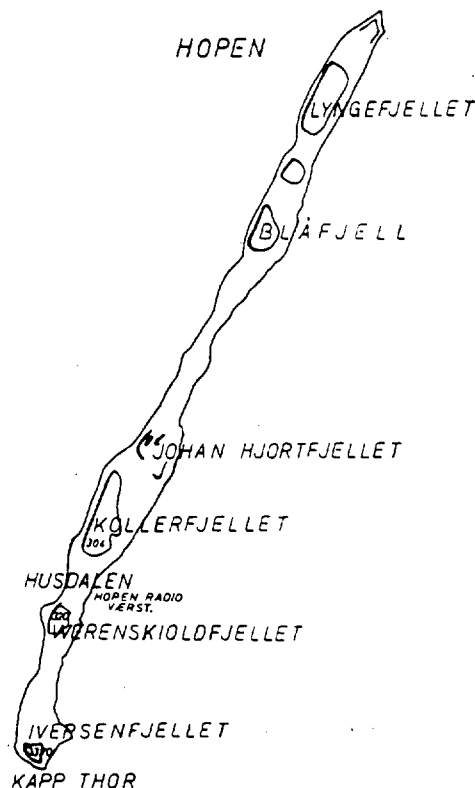 HOPEN
LYNGEFJELLET
BLÅFJELL
JOHAN HJORTFJELLET
KOLLERFJELLET
304
HUSDALEN
HOPEN RADIO
VÆRST.
WERENSKIOLDFJELLET
IVERSENFJELLET
KAPP THOR